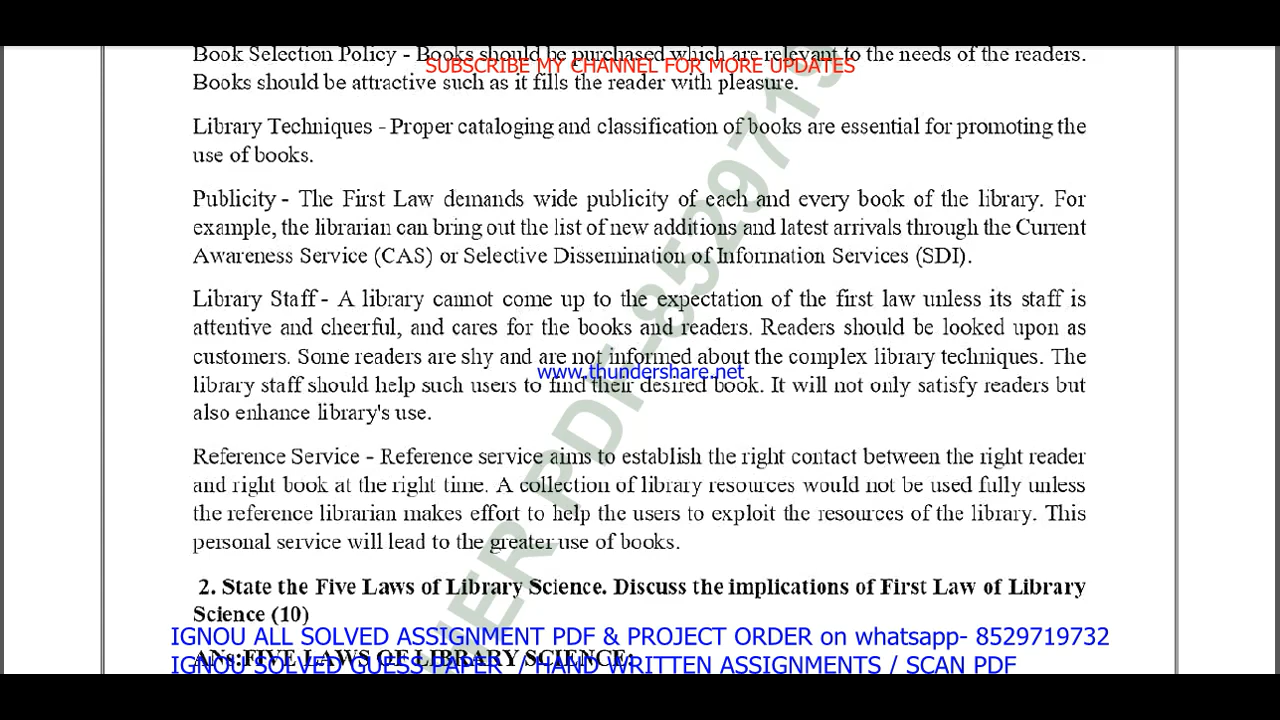 Book Selection Policy - Books should be purchased which are relevant to the needs of the readers.
SUBSCRIBE MY CHANNEL FOR MORE UPDATES
Books should be attractive such as it fills the reader with pleasure.
Library Techniques - Proper cataloging and classification of books are essential for promoting the
use of books.
Publicity - The First Law demands wide publicity of each and every book of the library. For
example, the librarian can bring out the list of new additions and latest arrivals through the Current
Awareness Service (CAS) or Selective Dissemination of Information Services (SDI).
Library Staff - A library cannot come up to the expectation of the first law unless its staff is
attentive and cheerful, and cares for the books and readers. Readers should be looked upon as
customers. Some readers are shy and are not informed about the complex library techniques. The
www.thundershare.net
library staff should help such users to find their desired book. It will not only satisfy readers but
also enhance library's use.
Reference Service - Reference service aims to establish the right contact between the right reader
and right book at the right time. A collection of library resources would not be used fully unless
the reference librarian makes effort to help the users to exploit the resources of the library. This
personal service will lead to the greater use of books.
2. State the Five Laws of Library Science. Discuss the implications of First Law of Library
Science (10)
IGNOU ALL SOLVED ASSIGNMENT PDF & PROJECT ORDER on whatsapp- 8529719732
ANs:FIVE LAWS OF LIBRARY SCIENCE:
IGNOU SOLVED GUESS PAPER / HAND WRITTEN ASSIGNMENTS / SCAN PDF